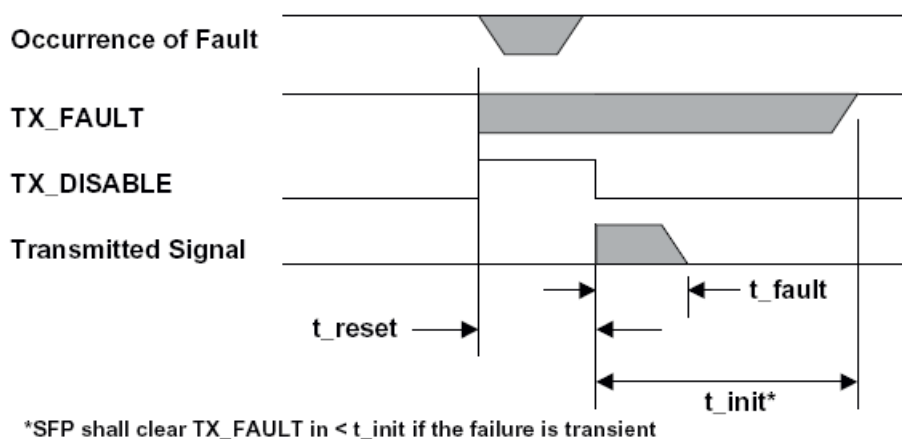 Occurrence of Fault
TX_FAULT
TX_DISABLE
Transmitted Signal
t_fault
t_reset
t_init*
*SFP shall clear TX_FAULT in < t_init if the failure is transient